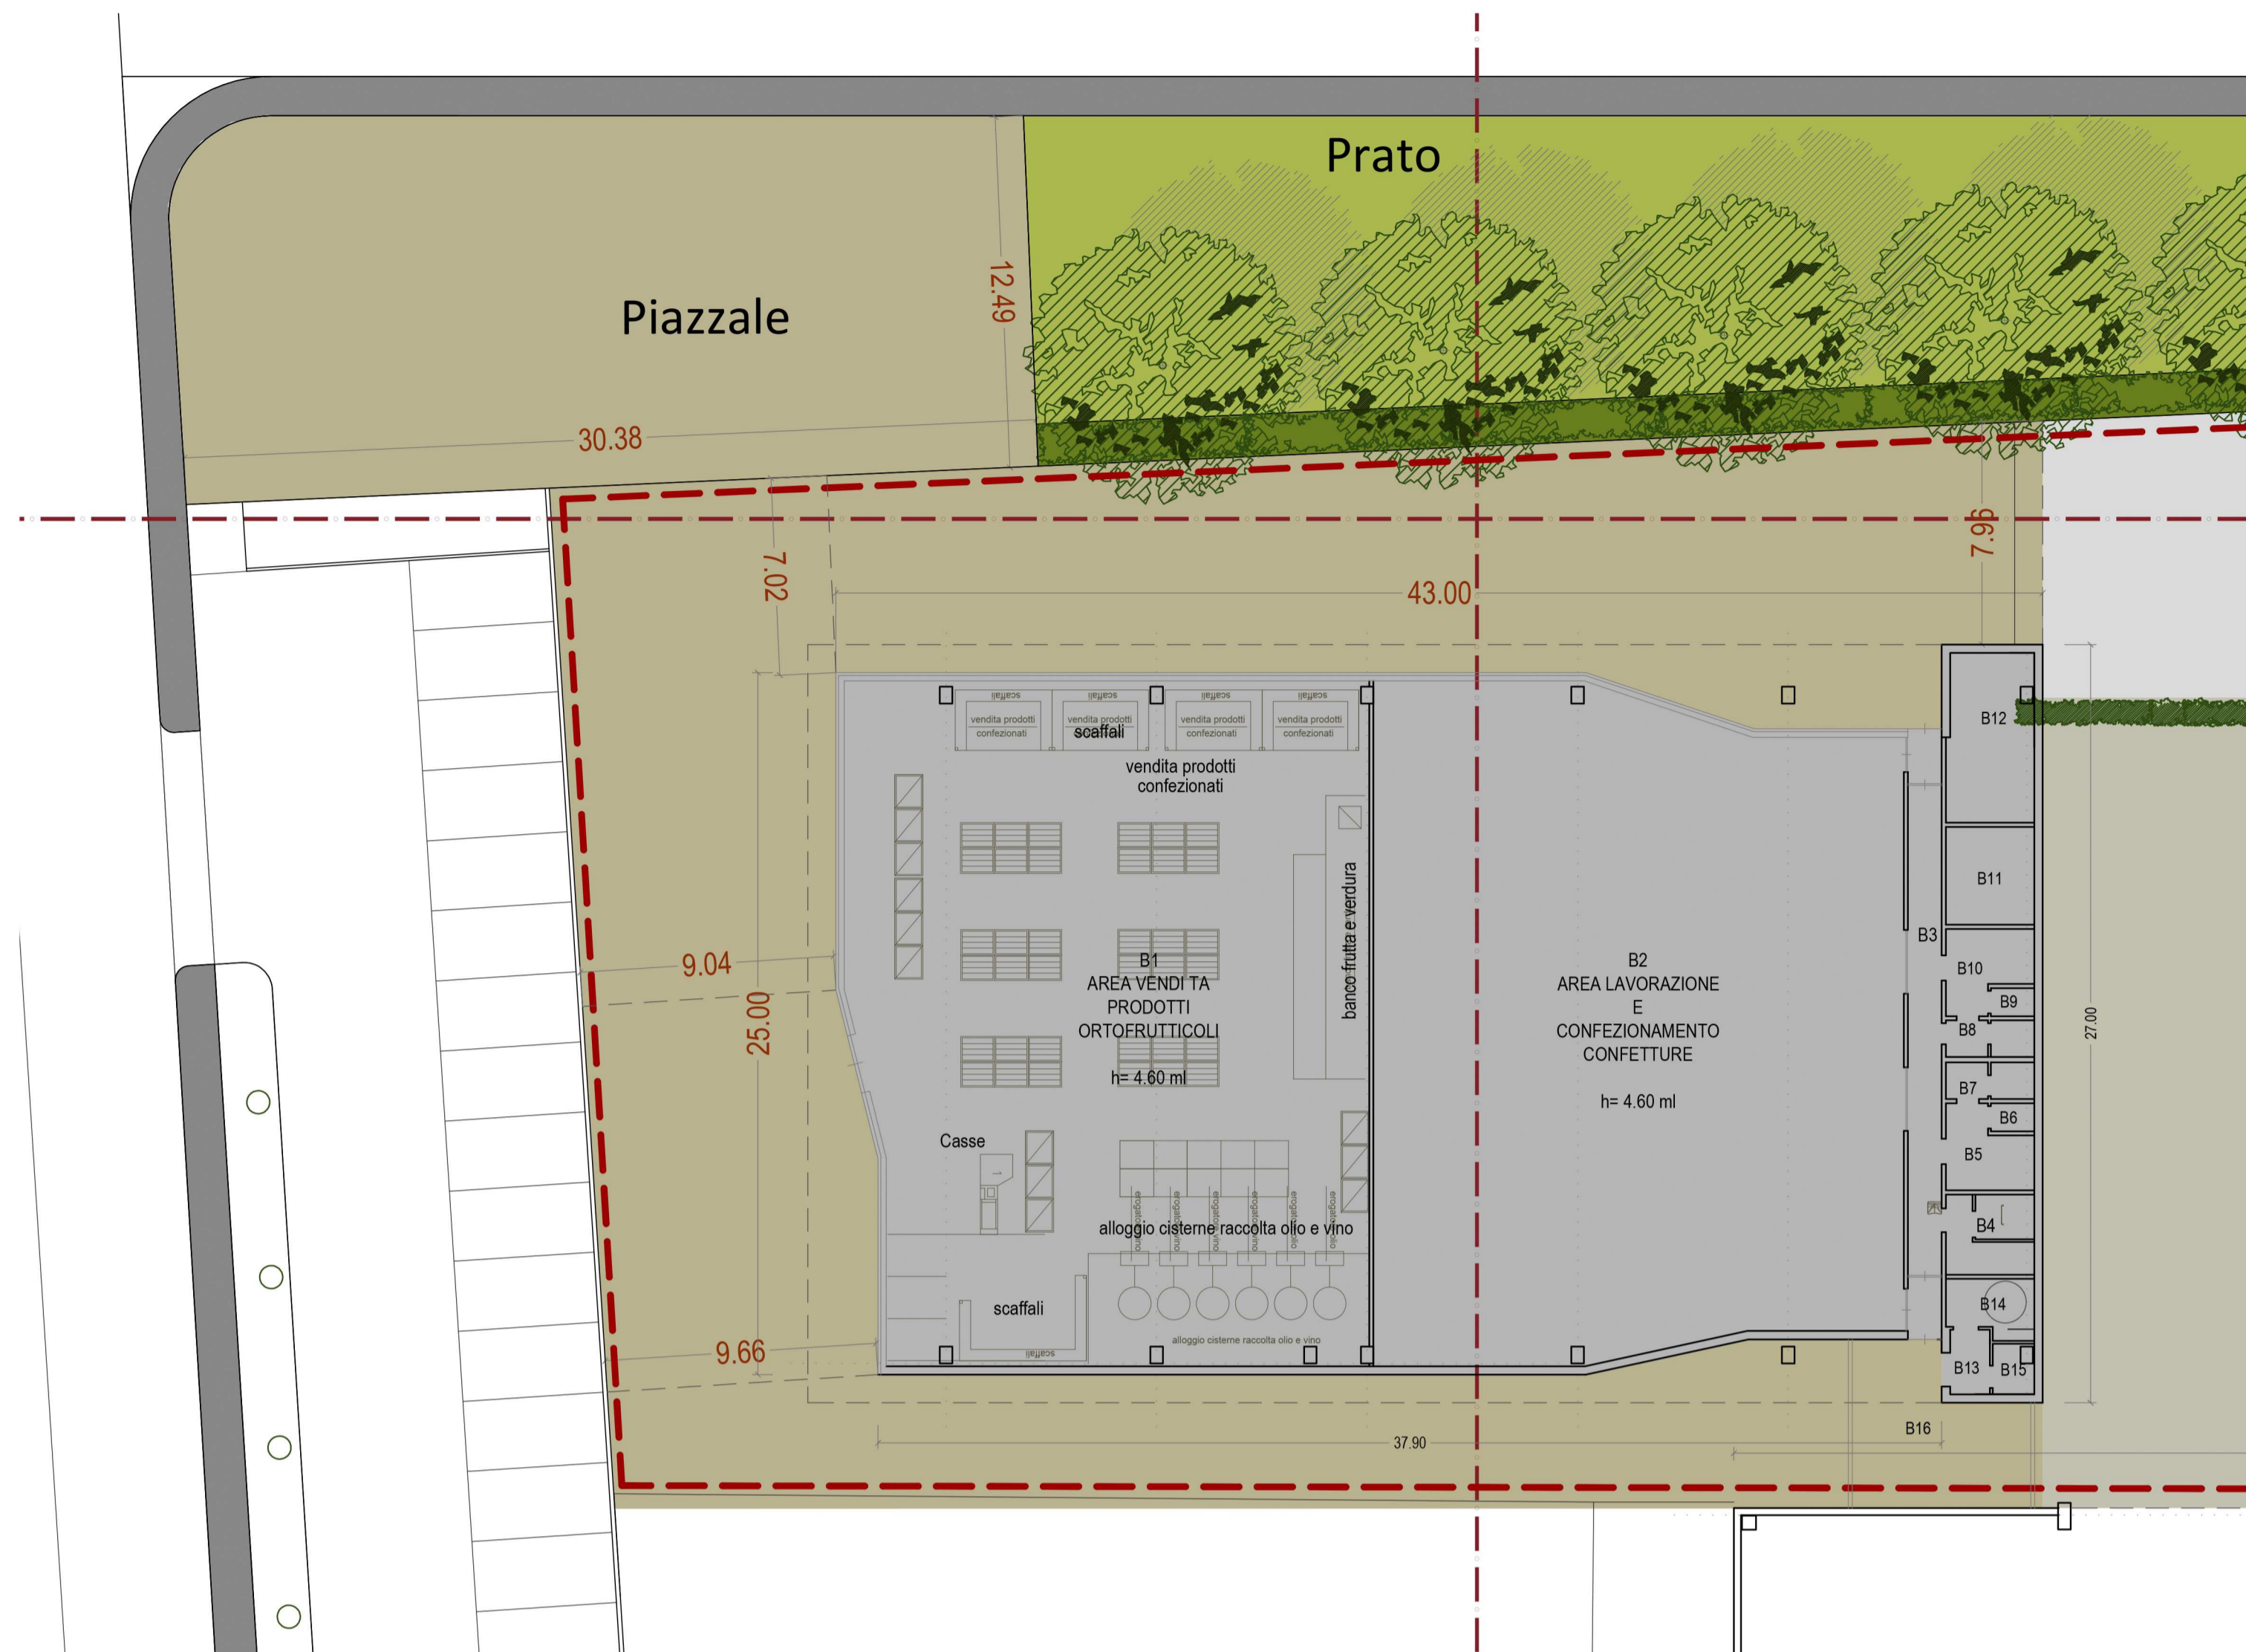 Prato
Piazzale
12.49
30.38
7.02
7.96
43.00
scaffali
scaffali
scaffali
scaffali
vendita prodotti
confezionati
vendita prodotti
vendita prodotti
confezionati
vendita prodotti
confezionati
scaffali
vendita prodotti
confezionati
B12
B11
B3
B10
B9
B8
B7
B6
B5
B4
B14
B13
B15
B16
banco frutta e verdura
B1
AREA VENDI TA
PRODOTTI
ORTOFRUTTICOLI
h= 4.60 ml
B2
AREA LAVORAZIONE
E
CONFEZIONAMENTO
CONFETTURE
h= 4.60 ml
9.04
25.00
27.00
Casse
1
alloggio cisterne raccolta olio e vino
scaffali
alloggio cisterne raccolta olio e vino
scaffali
9.66
37.90